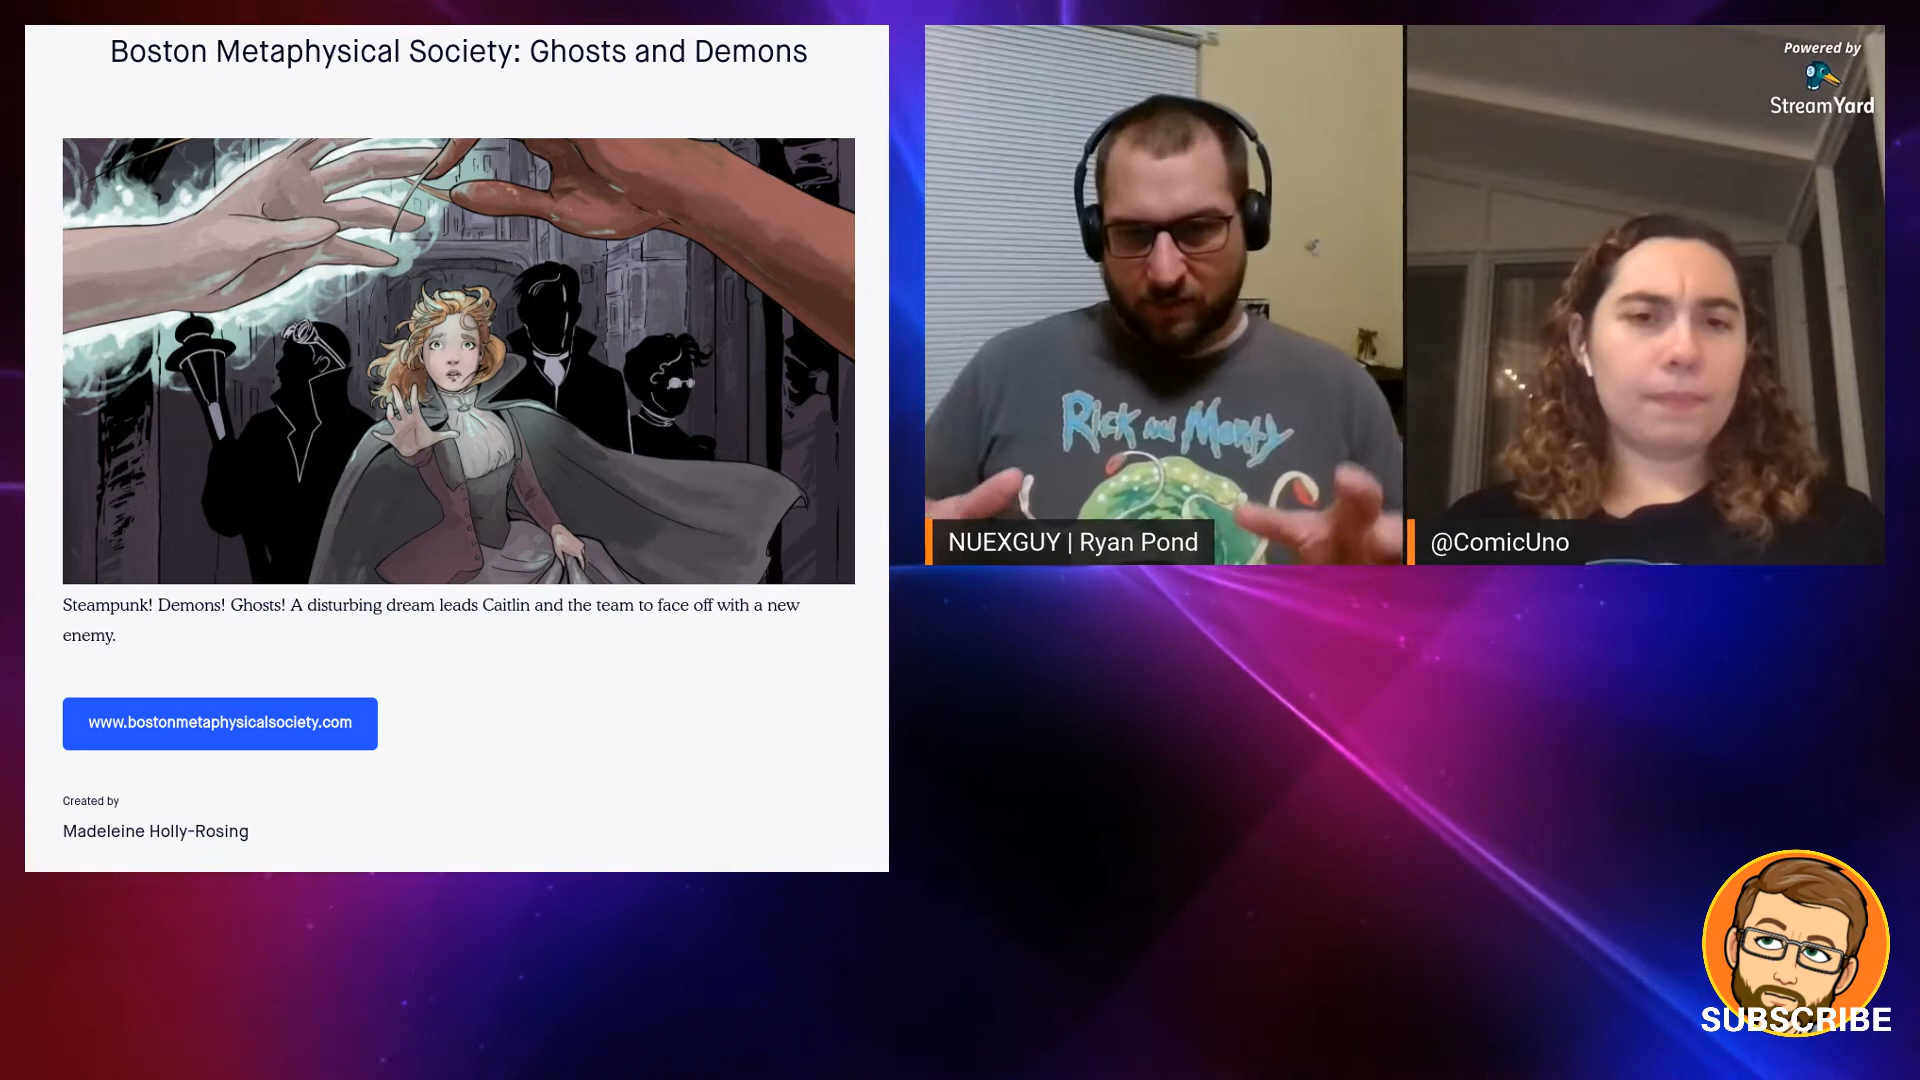 Boston Metaphysical Society: Ghosts and Demons
Steampunk! Demons! Ghosts! A disturbing dream leads Caitlin and the team to face off with a new
enemy.
www.bostonmetaphysicalsociety.com
Created by
Madeleine Holly-Rosing
Powered by
StreamYard
Rick and Morty
NUEXGUY | Ryan Pond
@ComicUno
SUBSCRIBE